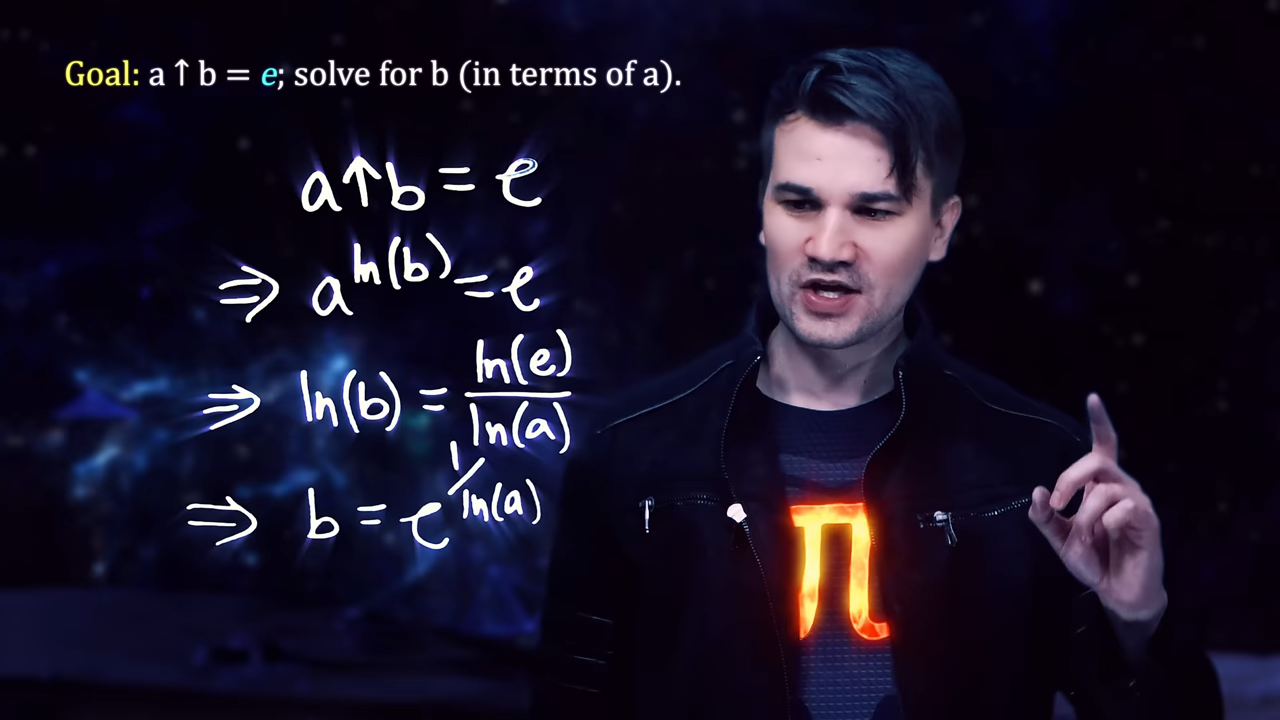 Goal: a ↑ b = e; solve for b (in terms of a).
a↑b = e
⇒ a^ln(b) = e
⇒ ln(b) = ln(e)/ln(a)
⇒ b = e^1/ln(a)
π